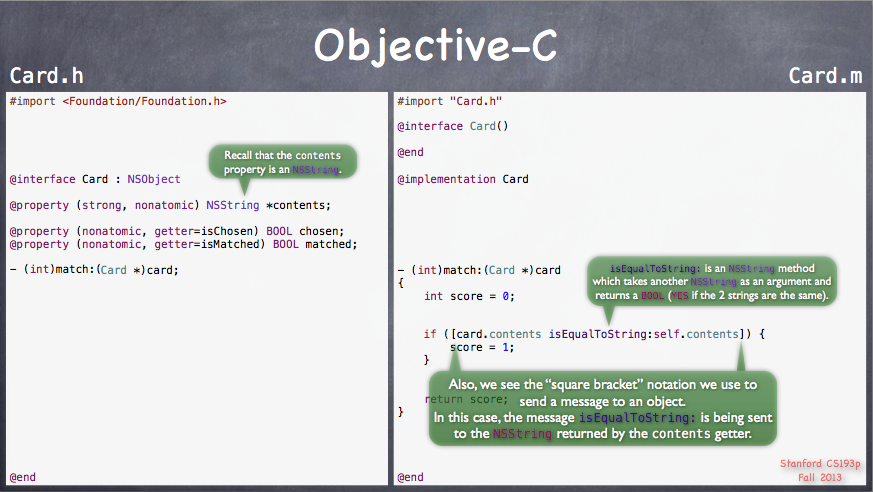 Objective-C
Card.h
#import <Foundation/Foundation.h>
Recall that the contents
property is an NSString.
@interface Card : NSObject
@property (strong, nonatomic) NSString *contents;
@property (nonatomic, getter=isChosen) BOOL chosen;
@property (nonatomic, getter=isMatched) BOOL matched;
- (int)match:(Card *)card;
@end
Card.m
#import "Card.h"
@interface Card()
@end
@implementation Card
- (int)match:(Card *)card
{
int score = 0;
isEqualToString: is an NSString method
which takes another NSString as an argument and
returns a BOOL (YES if the 2 strings are the same).
if ([card.contents isEqualToString:self.contents]) {
score = 1;
}
Also, we see the “square bracket” notation we use to
send a message to an object.
In this case, the message isEqualToString: is being sent
to the NSString returned by the contents getter.
return score;
}
@end
Stanford CS193p
Fall 2013